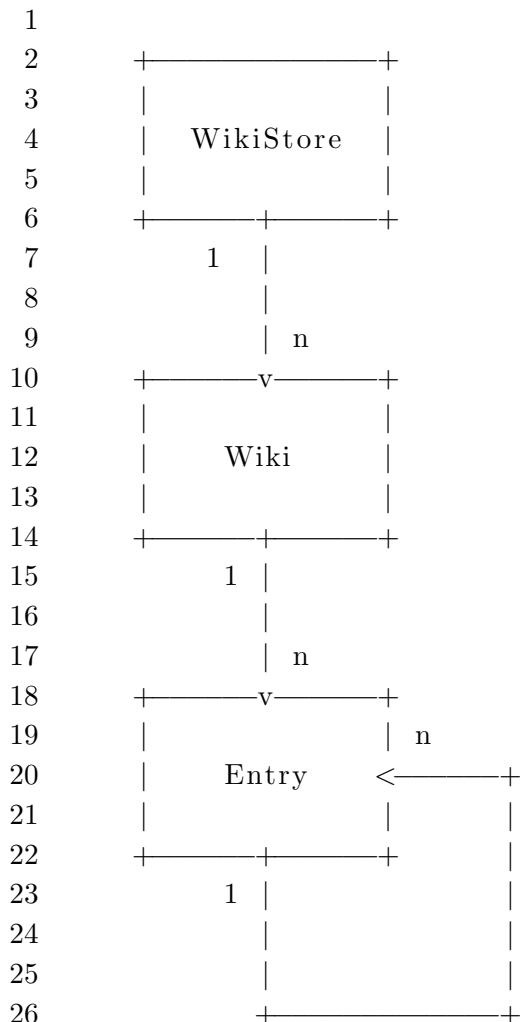 1
2 +-------------+
3 | |
4 | WikiStore |
5 | |
6 +------+------+
7 1 |
8 |
9 | n
10 +------v------+
11 | |
12 | Wiki |
13 | |
14 +------+------+
15 1 |
16 |
17 | n
18 +------v------+
19 | | n
20 | Entry <------+
21 | | |
22 +------+------+ |
23 1 | |
24 | |
25 | |
26 +-------------+